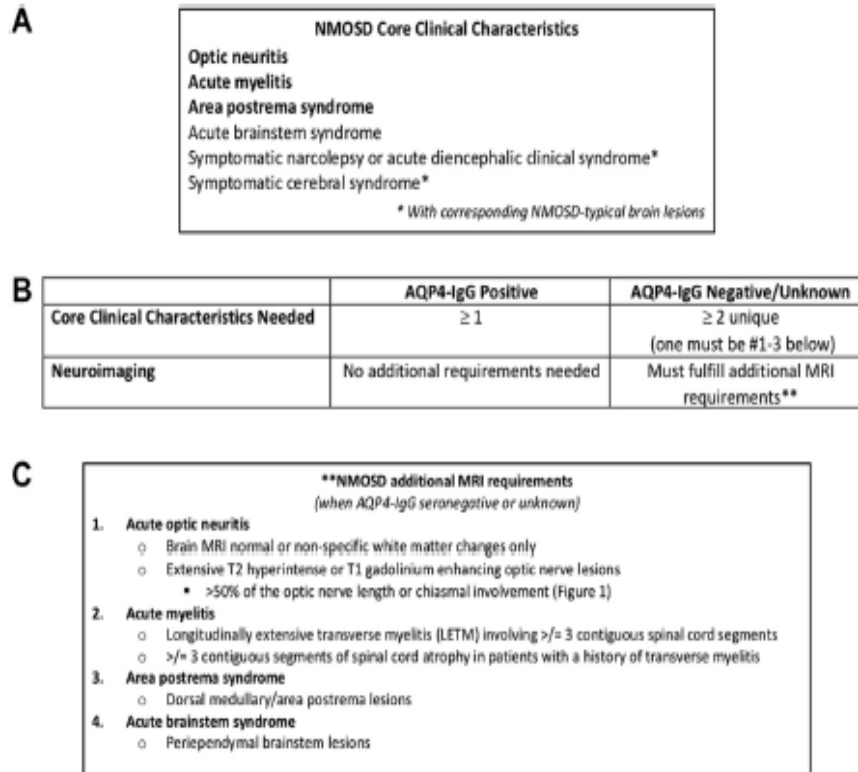 A
NMOSD Core Clinical Characteristics
Optic neuritis
Acute myelitis
Area postrema syndrome
Acute brainstem syndrome
Symptomatic narcolepsy or acute diencephalic clinical syndrome*
Symptomatic cerebral syndrome*
* With corresponding NMOSD-typical brain lesions
B
AQP4-IgG Positive AQP4-IgG Negative/Unknown
Core Clinical Characteristics Needed ≥ 1 ≥ 2 unique
(one must be #1-3 below)
Neuroimaging No additional requirements needed Must fulfill additional MRI
requirements**
C
**NMOSD additional MRI requirements
(when AQP4-IgG seronegative or unknown)
1. Acute optic neuritis
o Brain MRI normal or non-specific white matter changes only
o Extensive T2 hyperintense or T1 gadolinium enhancing optic nerve lesions
▪ >50% of the optic nerve length or chiasmal involvement (Figure 1)
2. Acute myelitis
o Longitudinally extensive transverse myelitis (LETM) involving >/= 3 contiguous spinal cord segments
o >/= 3 contiguous segments of spinal cord atrophy in patients with a history of transverse myelitis
3. Area postrema syndrome
o Dorsal medullary/area postrema lesions
4. Acute brainstem syndrome
o Periependymal brainstem lesions